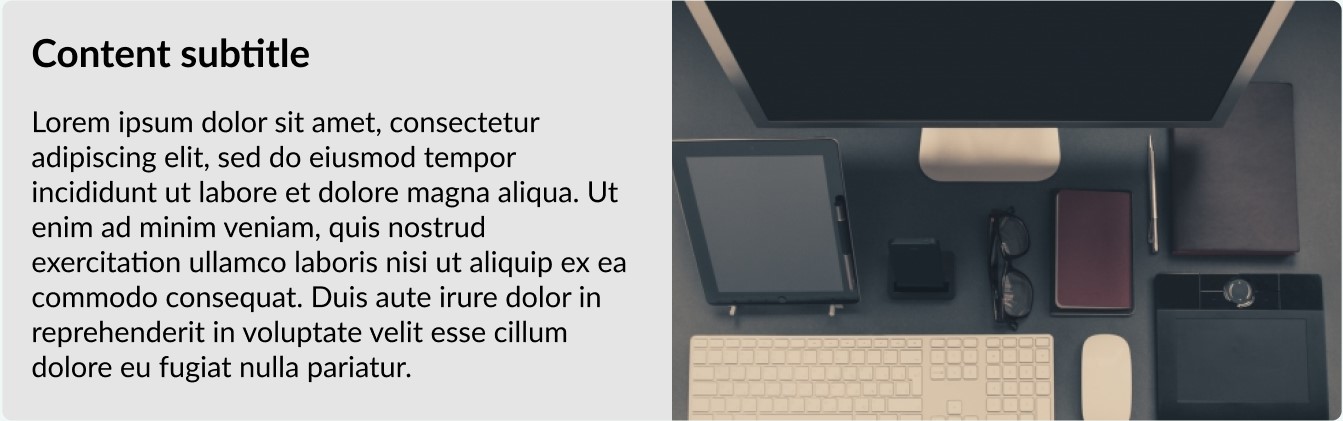 Content subtitle
Lorem ipsum dolor sit amet, consectetur
adipiscing elit, sed do eiusmod tempor
incididunt ut labore et dolore magna aliqua. Ut
enim ad minim veniam, quis nostrud
exercitation ullamco laboris nisi ut aliquip ex ea
commodo consequat. Duis aute irure dolor in
reprehenderit in voluptate velit esse cillum
dolore eu fugiat nulla pariatur.